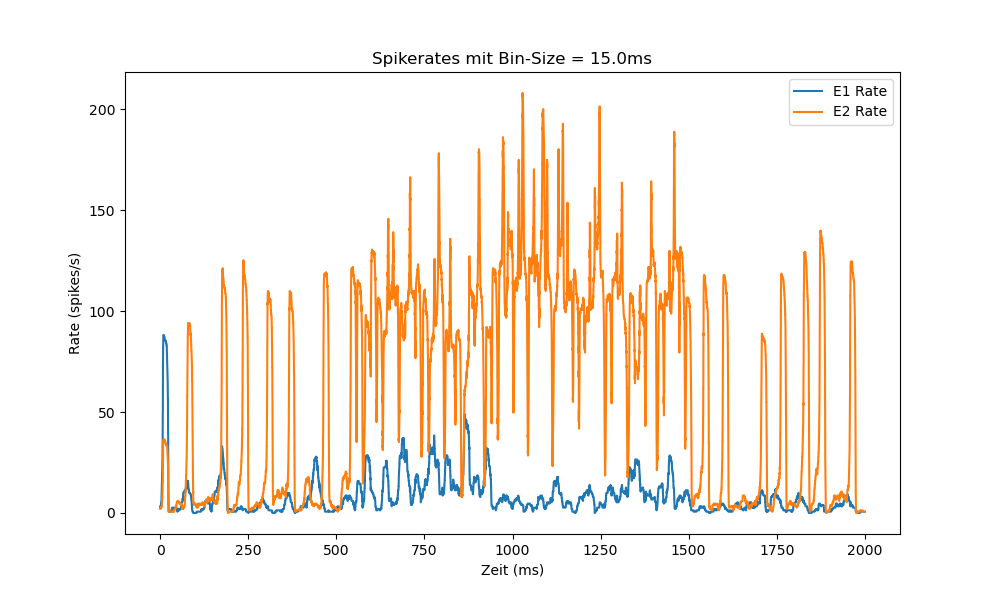 Spikerates mit Bin-Size = 15.0ms
E1 Rate
E2 Rate
Rate (spikes/s)
200
150
100
50
0
0 250 500 750 1000 1250 1500 1750 2000
Zeit (ms)